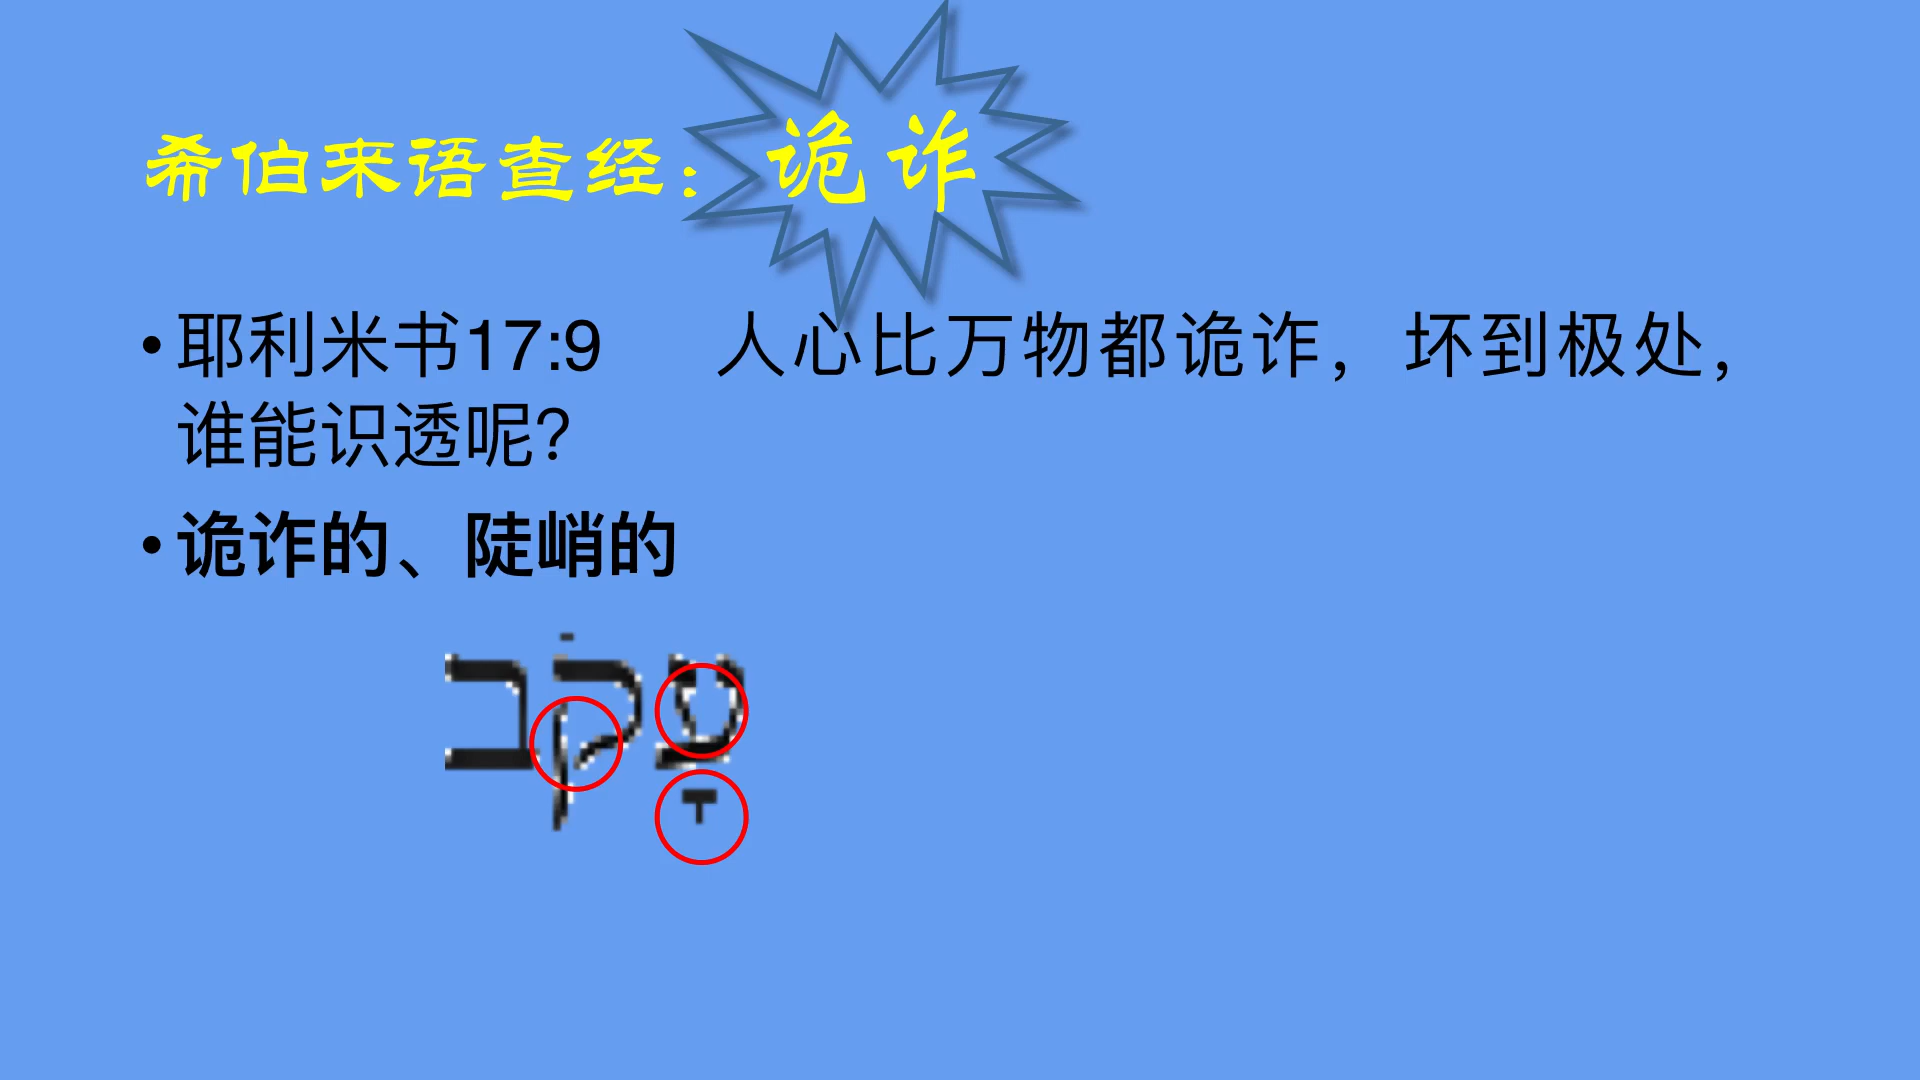 希伯来语查经：诡诈
•耶利米书17:9 人心比万物都诡诈，坏到极处，
谁能识透呢？
•诡诈的、陡峭的
עָקֹב